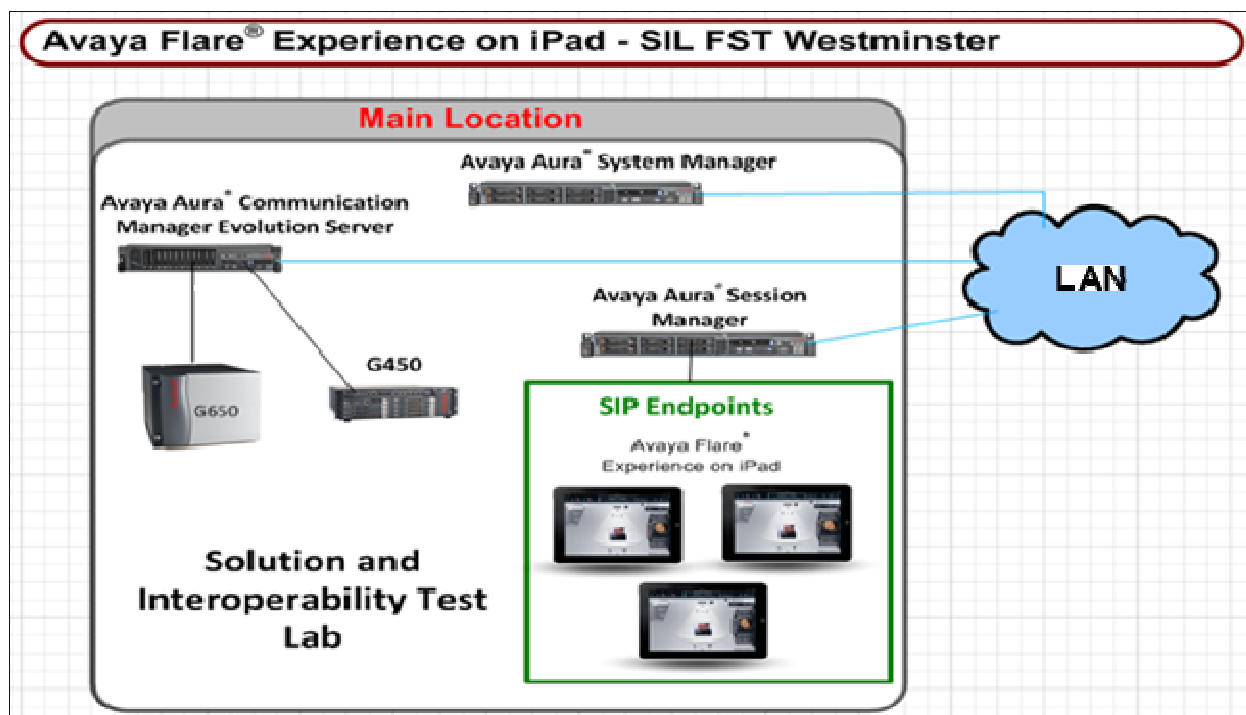 Avaya Flare® Experience on iPad - SIL FST Westminster
Main Location
Avaya Aura® System Manager
Avaya Aura® Communication
Manager Evolution Server
LAN
Avaya Aura® Session
Manager
G450
G650
SIP Endpoints
Avaya Flare®
Experience on iPad
Solution and
Interoperability Test
Lab